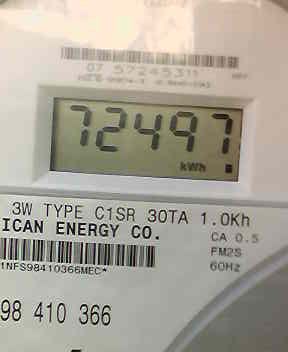 07 57245311
72497
kWh
3W TYPE C1SR 30TA 1.0Kh
ICAN ENERGY CO.
CA 0.5
FM2S
60Hz
1NFS98410366MEC*
98 410 366